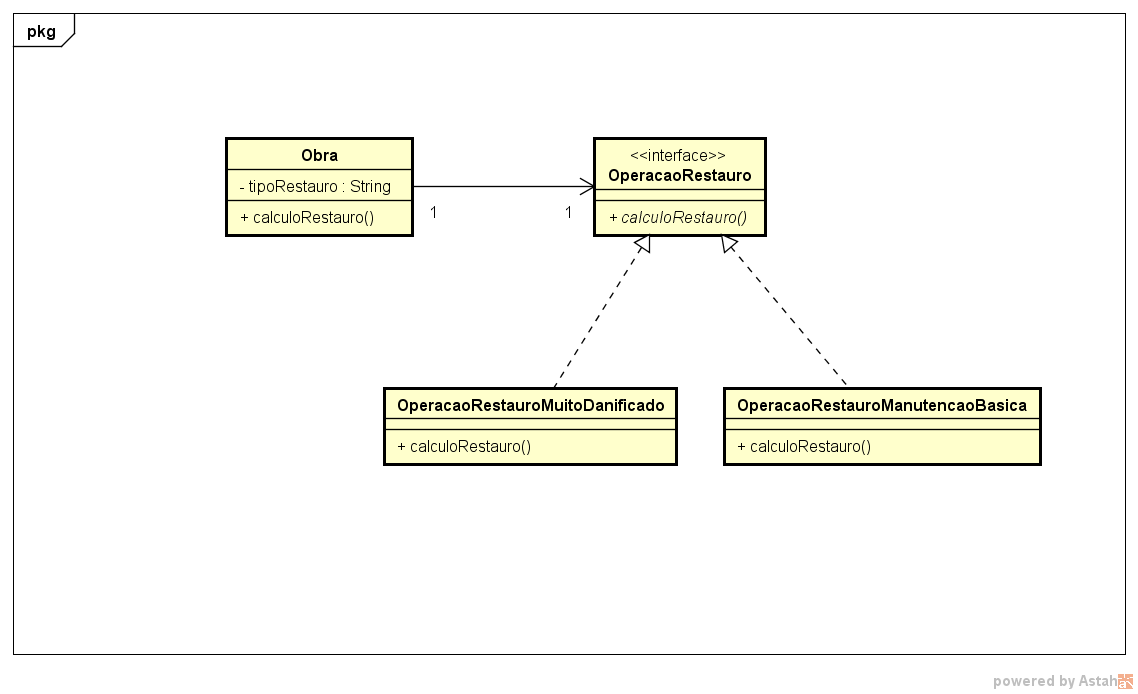 pkg
Obra
- tipoRestauro : String
+ calculoRestauro()
1
1
<<interface>>
OperacaoRestauro
+ calculoRestauro()
OperacaoRestauroMuitoDanificado
+ calculoRestauro()
OperacaoRestauroManutencaoBasica
+ calculoRestauro()
powered by Astah